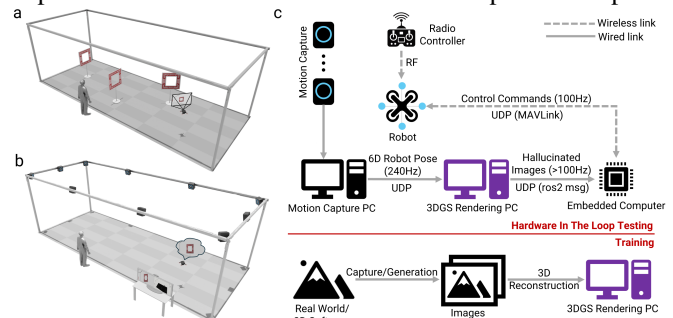 a
b
c
Motion Capture
Radio
Controller
RF
Robot
Wireless link
Wired link
Control Commands (100Hz)
UDP (MAVLink)
6D Robot Pose
(240Hz)
UDP
Hallucinated
Images (>100Hz)
UDP (ros2 msg)
Motion Capture PC
3DGS Rendering PC
Embedded Computer
Hardware In The Loop Testing
Training
Capture/Generation
3D
Reconstruction
Real World/
Images
3DGS Rendering PC